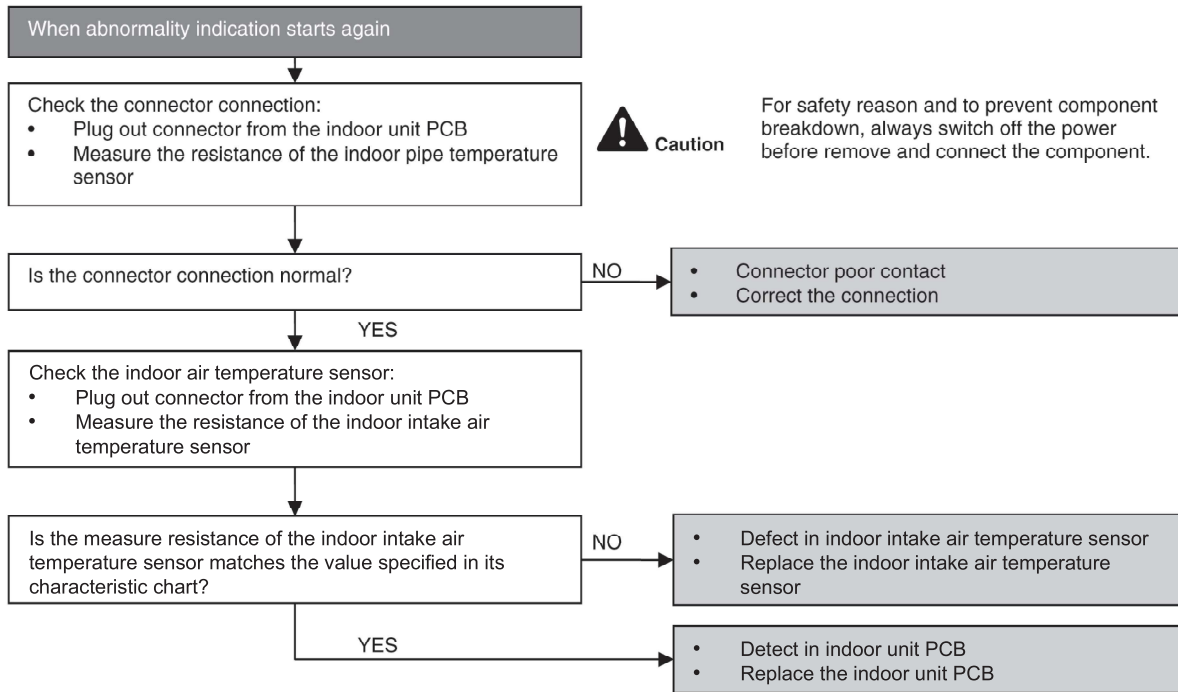 When abnormality indication starts again
Check the connector connection:
• Plug out connector from the indoor unit PCB
• Measure the resistance of the indoor pipe temperature
sensor
Caution
For safety reason and to prevent component
breakdown, always switch off the power
before remove and connect the component.
Is the connector connection normal?
NO
• Connector poor contact
• Correct the connection
YES
Check the indoor air temperature sensor:
• Plug out connector from the indoor unit PCB
• Measure the resistance of the indoor intake air
temperature sensor
Is the measure resistance of the indoor intake air
temperature sensor matches the value specified in its
characteristic chart?
NO
• Defect in indoor intake air temperature sensor
• Replace the indoor intake air temperature
sensor
YES
• Detect in indoor unit PCB
• Replace the indoor unit PCB